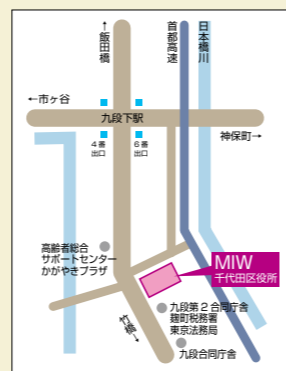 ↑飯田橋
首都高速
日本橋川
←市ヶ谷
九段下駅
神保町→
4番
出口
6番
出口
高齢者総合
サポートセンター
かがやきプラザ
MIW
千代田区役所
竹橋↓
九段第2合同庁舎
麹町税務署
東京法務局
九段合同庁舎